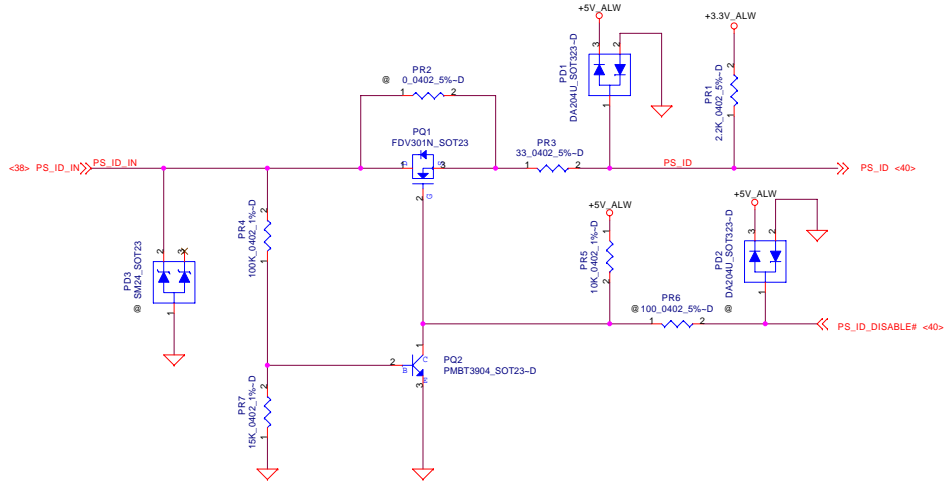 +5V_ALW
+3.3V_ALW
PR2
@ 0_0402_5%~D
1 2
3 2
PD1
DA204U_SOT323~D
1
2
PR1
2.2K_0402_5%~D
1
PQ1
FDV301N_SOT23
PR3
33_0402_5%~D
<38> PS_ID_IN
PS_ID_IN
1 D S 3
1 2
PS_ID
PS_ID <40>
G
2
+5V_ALW
+5V_ALW
2
PR4
100K_0402_1%~D
1
1
PR5
10K_0402_1%~D
2
3 2
PD2
DA204U_SOT323~D
@
1
2 3
PD3
SM24_SOT23
@
1
PR6
@100_0402_5%~D
1 2
PS_ID_DISABLE# <40>
1
C
2 B
E
3
PQ2
PMBT3904_SOT23~D
2
PR7
15K_0402_1%~D
1